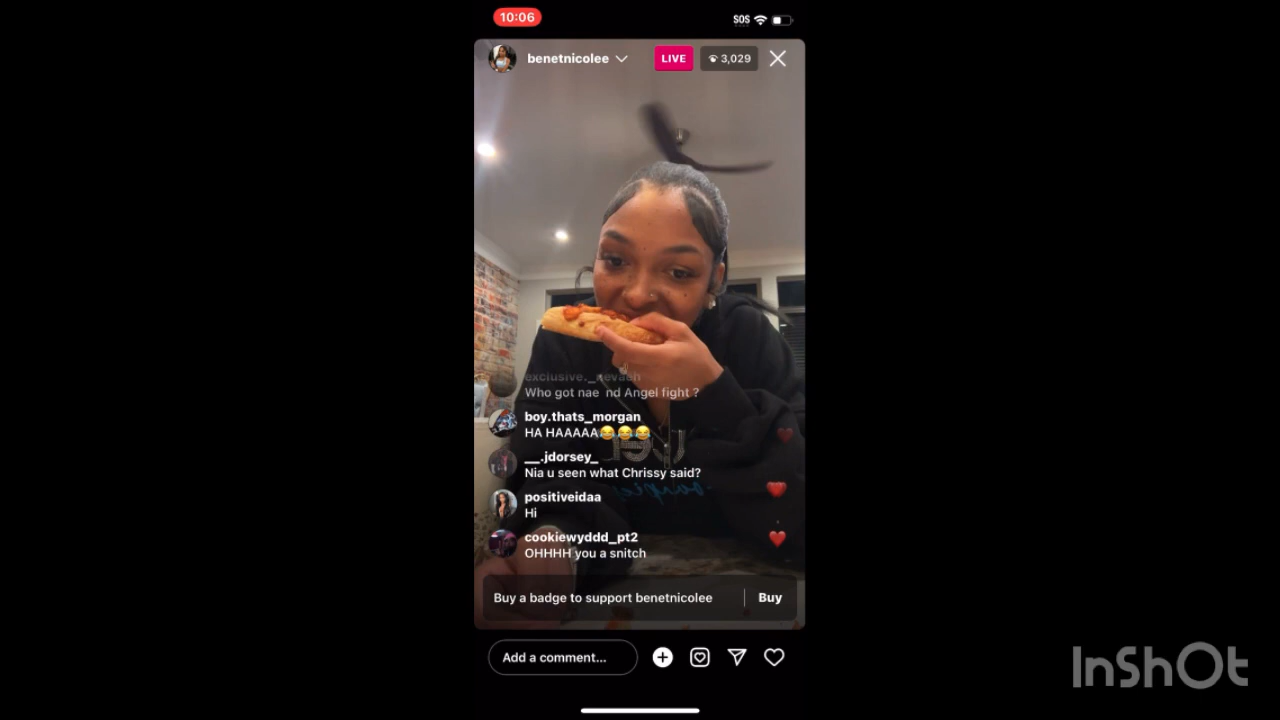 10:06
SOS
benetnicolee
LIVE
3,029
exclusive._nevaeh
Who got nae nd Angel fight ?
boy.thats_morgan
HA HAAAAA😂😂😂
__.jdorsey_
Nia u seen what Chrissy said?
positiveidaa
Hi
cookiewyddd_pt2
OHHHH you a snitch
Buy a badge to support benetnicolee
Buy
Add a comment...
InShOt